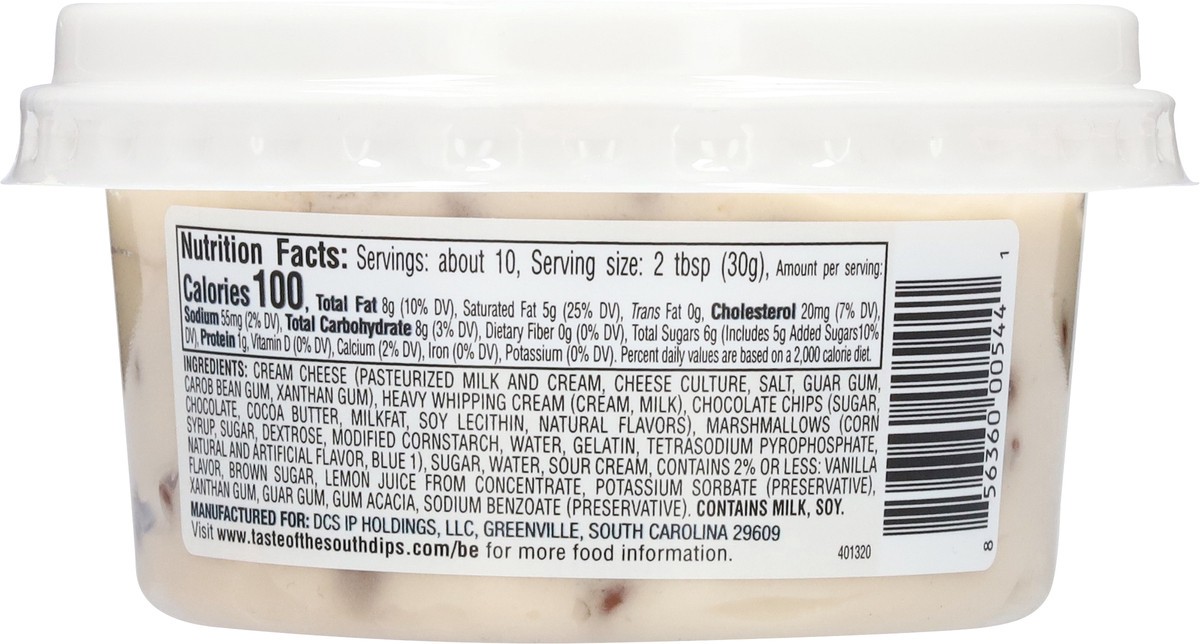 Nutrition Facts: Servings: about 10, Serving size: 2 tbsp (30g), Amount per serving:
Calories 100, Total Fat 8g (10% DV), Saturated Fat 5g (25% DV), Trans Fat 0g, Cholesterol 20mg (7% DV),
Sodium 55mg (2% DV), Total Carbohydrate 8g (3% DV), Dietary Fiber 0g (0% DV), Total Sugars 6g (Includes 5g Added Sugars10%
DV), Protein 1g, Vitamin D (0% DV), Calcium (2% DV), Iron (0% DV), Potassium (0% DV). Percent daily values are based on a 2,000 calorie diet.
INGREDIENTS: CREAM CHEESE (PASTEURIZED MILK AND CREAM, CHEESE CULTURE, SALT, GUAR GUM,
CAROB BEAN GUM, XANTHAN GUM), HEAVY WHIPPING CREAM (CREAM, MILK), CHOCOLATE CHIPS (SUGAR,
CHOCOLATE, COCOA BUTTER, MILKFAT, SOY LECITHIN, NATURAL FLAVORS), MARSHMALLOWS (CORN
SYRUP, SUGAR, DEXTROSE, MODIFIED CORNSTARCH, WATER, GELATIN, TETRASODIUM PYROPHOSPHATE,
NATURAL AND ARTIFICIAL FLAVOR, BLUE 1), SUGAR, WATER, SOUR CREAM, CONTAINS 2% OR LESS: VANILLA
FLAVOR, BROWN SUGAR, LEMON JUICE FROM CONCENTRATE, POTASSIUM SORBATE (PRESERVATIVE),
XANTHAN GUM, GUAR GUM, GUM ACACIA, SODIUM BENZOATE (PRESERVATIVE). CONTAINS MILK, SOY.
MANUFACTURED FOR: DCS IP HOLDINGS, LLC, GREENVILLE, SOUTH CAROLINA 29609
Visit www.tasteofthesouthdips.com/be for more food information.
401320
8 56360 00544 1